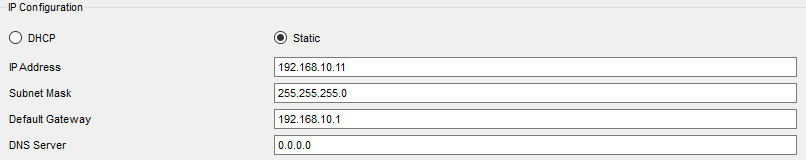 IP Configuration
DHCP Static
IP Address 192.168.10.11
Subnet Mask 255.255.255.0
Default Gateway 192.168.10.1
DNS Server 0.0.0.0